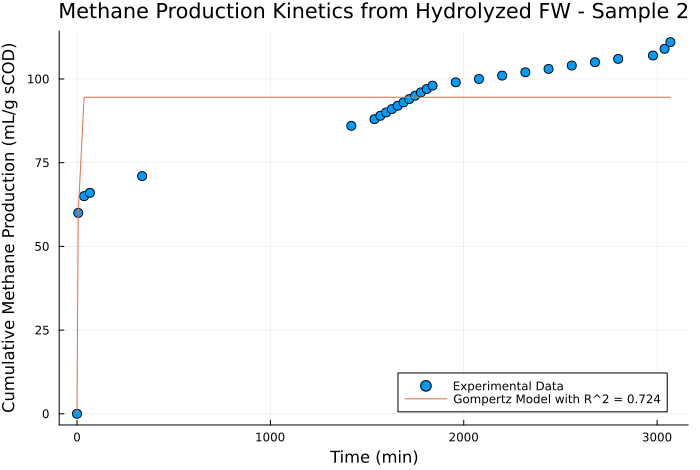 Methane Production Kinetics from Hydrolyzed FW - Sample 2
Cumulative Methane Production (mL/g sCOD)
100
75
50
25
0
Experimental Data
Gompertz Model with R^2 = 0.724
0
1000
2000
3000
Time (min)